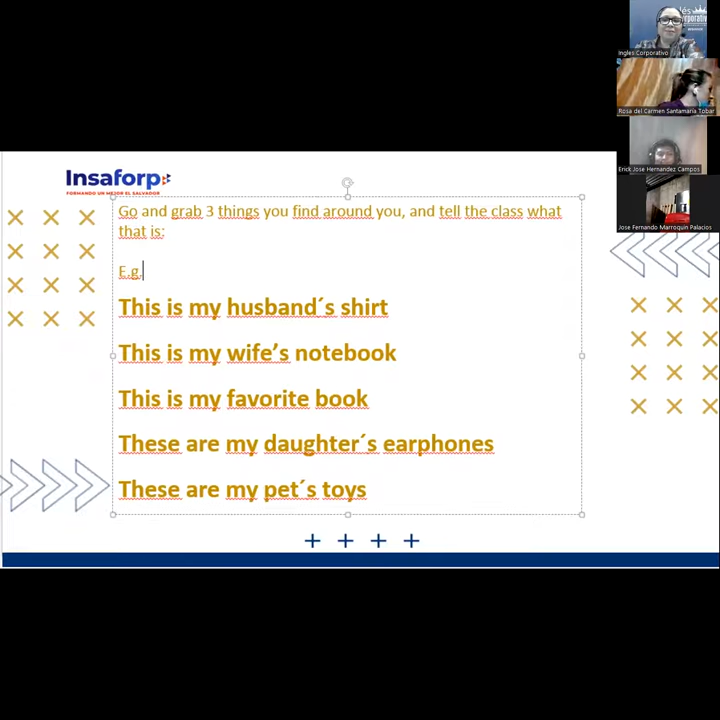 Inglés Corporativo
Rosa del Carmen Santamaría Tobar
Erick Jose Hernandez Campos
Jose Fernando Marroquin Palacios
Insaforp
FORMANDO UN MEJOR EL SALVADOR
Go and grab 3 things you find around you, and tell the class what
that is:
E.g.
This is my husband´s shirt
This is my wife’s notebook
This is my favorite book
These are my daughter´s earphones
These are my pet´s toys